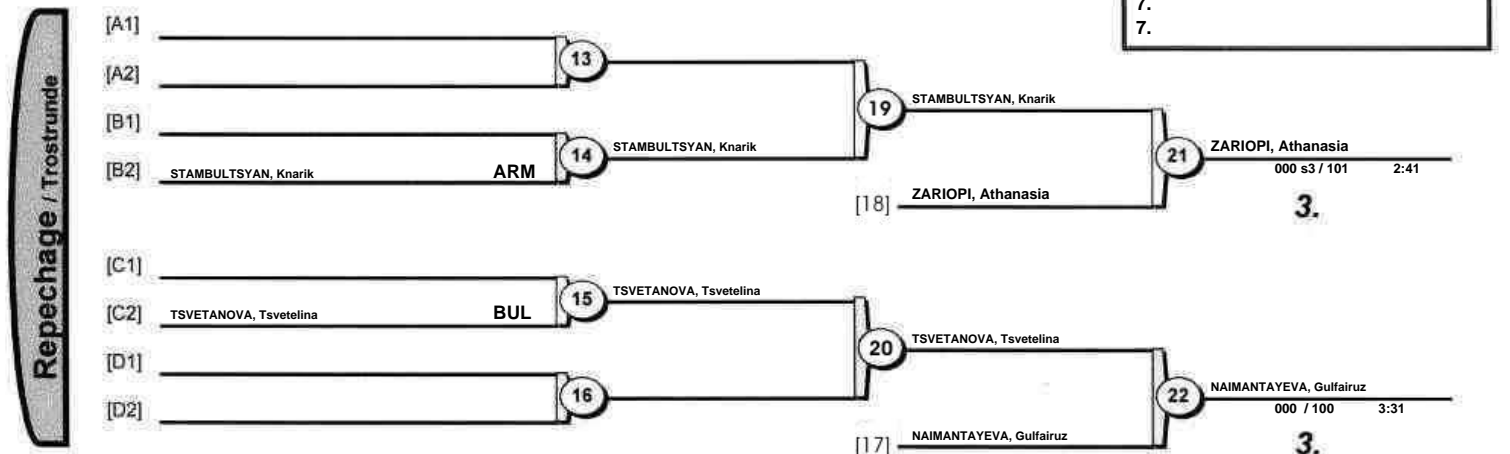 7.
7.
Repechage / Trostrunde
[A1]
13
[A2]
STAMBULTSYAN, Knarik
19
[B1]
STAMBULTSYAN, Knarik
14
ZARIOPI, Athanasia
21
[B2] STAMBULTSYAN, Knarik ARM
000 s3 / 101 2:41
[18] ZARIOPI, Athanasia
3.
[C1]
TSVETANOVA, Tsvetelina
15
[C2] TSVETANOVA, Tsvetelina BUL
TSVETANOVA, Tsvetelina
20
[D1]
NAIMANTAYEVA, Gulfairuz
16
22
000 / 100 3:31
[D2]
[17] NAIMANTAYEVA, Gulfairuz
3.